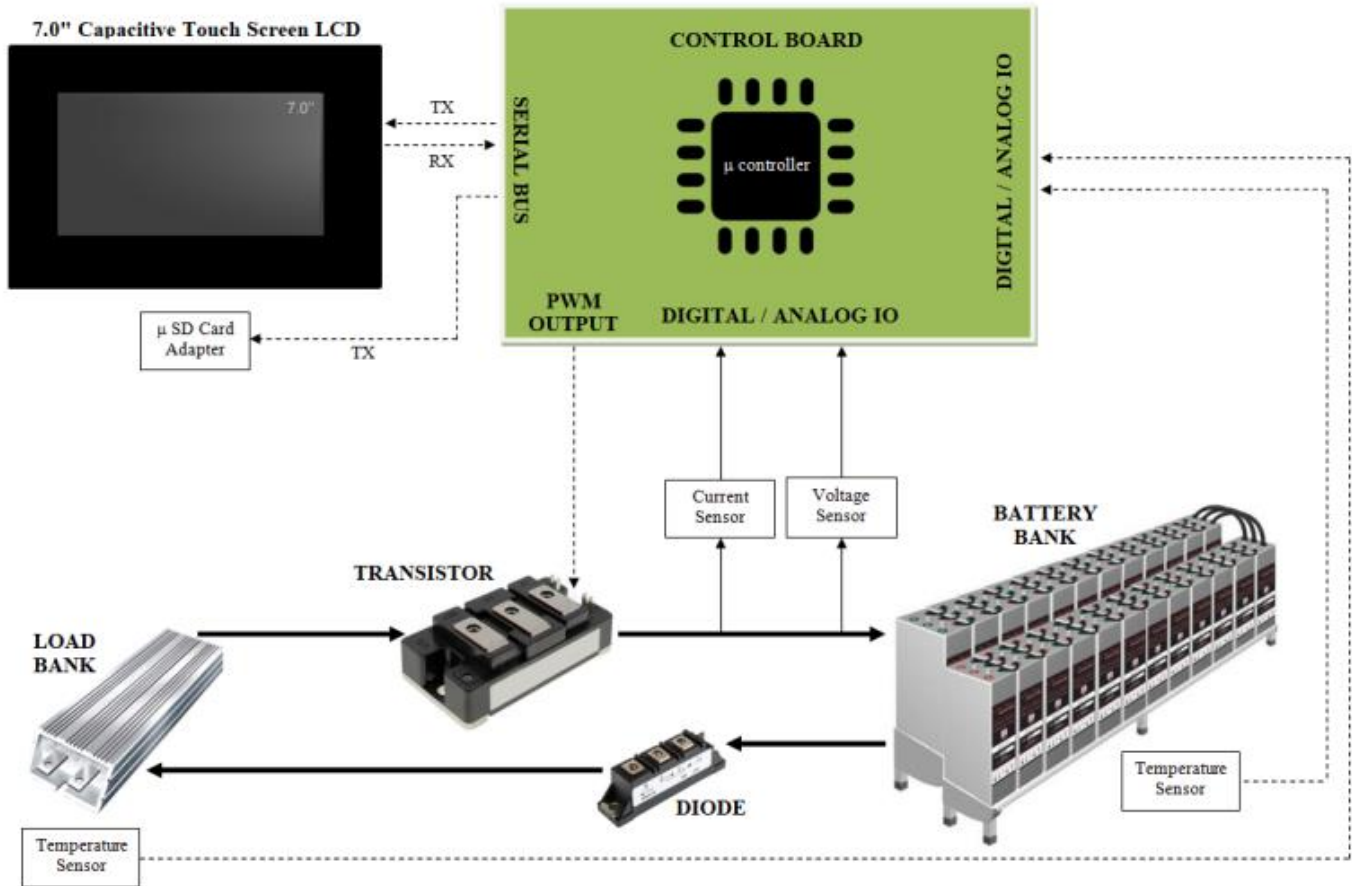 7.0" Capacitive Touch Screen LCD
7.0"
TX
RX
TX
μ SD Card
Adapter
CONTROL BOARD
μ controller
SERIAL BUS
PWM
OUTPUT
DIGITAL / ANALOG IO
DIGITAL / ANALOG IO
Current
Sensor
Voltage
Sensor
BATTERY
BANK
TRANSISTOR
LOAD
BANK
DIODE
Temperature
Sensor
Temperature
Sensor